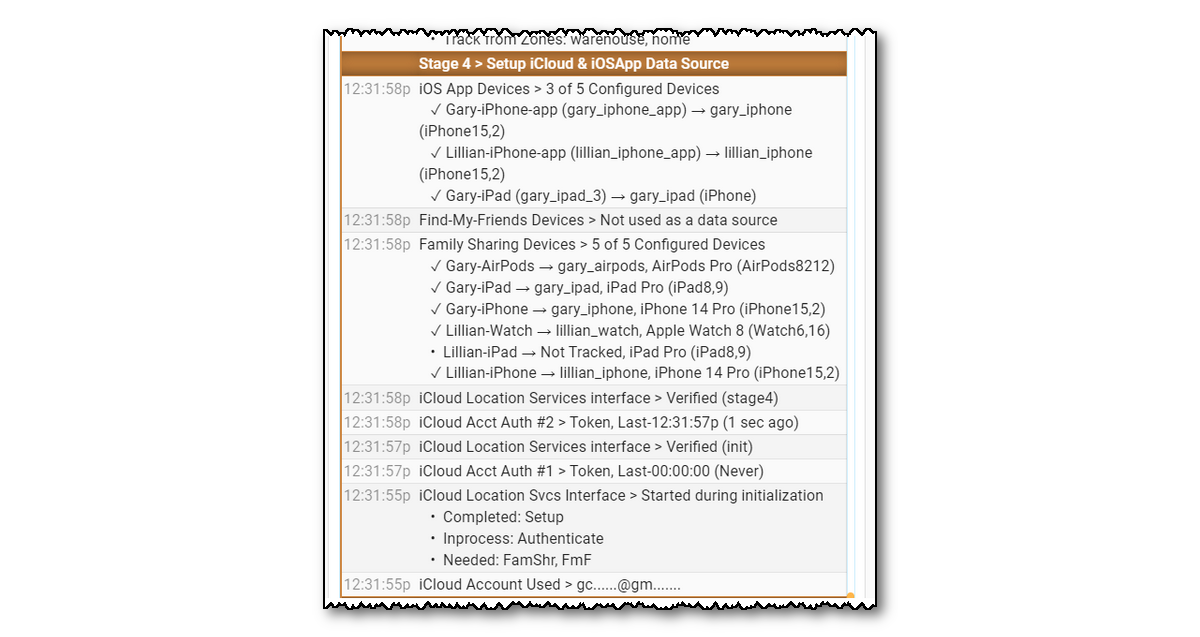 • Track from Zones: warehouse, home
Stage 4 > Setup iCloud & iOSApp Data Source
12:31:58p iOS App Devices > 3 of 5 Configured Devices
✓ Gary-iPhone-app (gary_iphone_app) → gary_iphone
(iPhone15,2)
✓ Lillian-iPhone-app (lillian_iphone_app) → lillian_iphone
(iPhone15,2)
✓ Gary-iPad (gary_ipad_3) → gary_ipad (iPhone)
12:31:58p Find-My-Friends Devices > Not used as a data source
12:31:58p Family Sharing Devices > 5 of 5 Configured Devices
✓ Gary-AirPods → gary_airpods, AirPods Pro (AirPods8212)
✓ Gary-iPad → gary_ipad, iPad Pro (iPad8,9)
✓ Gary-iPhone → gary_iphone, iPhone 14 Pro (iPhone15,2)
✓ Lillian-Watch → lillian_watch, Apple Watch 8 (Watch6,16)
• Lillian-iPad → Not Tracked, iPad Pro (iPad8,9)
✓ Lillian-iPhone → lillian_iphone, iPhone 14 Pro (iPhone15,2)
12:31:58p iCloud Location Services interface > Verified (stage4)
12:31:58p iCloud Acct Auth #2 > Token, Last-12:31:57p (1 sec ago)
12:31:57p iCloud Location Services interface > Verified (init)
12:31:57p iCloud Acct Auth #1 > Token, Last-00:00:00 (Never)
12:31:55p iCloud Location Svcs Interface > Started during initialization
• Completed: Setup
• Inprocess: Authenticate
• Needed: FamShr, FmF
12:31:55p iCloud Account Used > gc......@gm.......